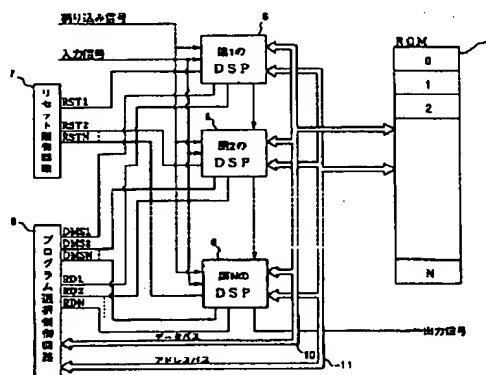 割り込み信号
入力信号
7
リセット制御回路
RST1
RST2
RSTN
6
第1の
DSP
第2の
DSP
第Nの
DSP
ROM
0
1
2
N
DMS1
DMS2
DMSN
RD1
RD2
RDN
プログラム選択制御回路
データバス
アドレスバス
10
11
出力信号